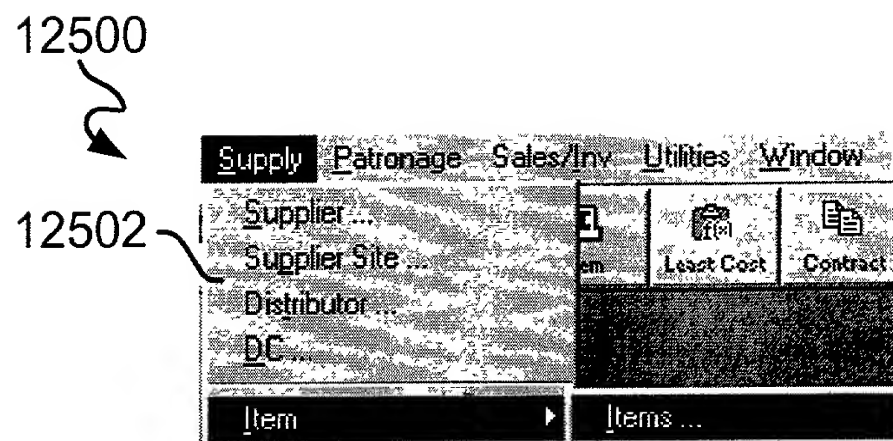 12500
Supply Patronage Sales/Inv Utilities Window
12502
Supplier ...
Supplier Site ...
Distributor ...
DC ...
Least Cost Contract
Item Items ...